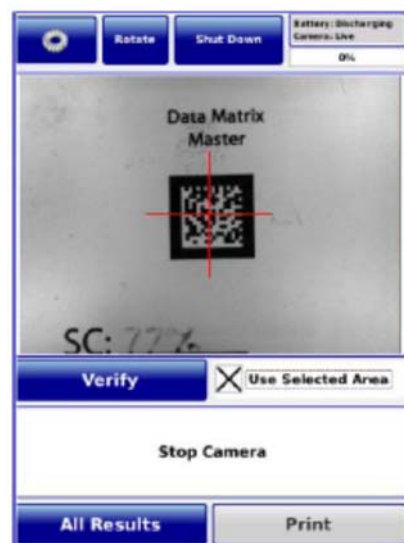 Rotate
Shut Down
Battery: Discharging
Camera: Live
0%
Data Matrix
Master
SC: 77%
Verify
Use Selected Area
Stop Camera
All Results
Print